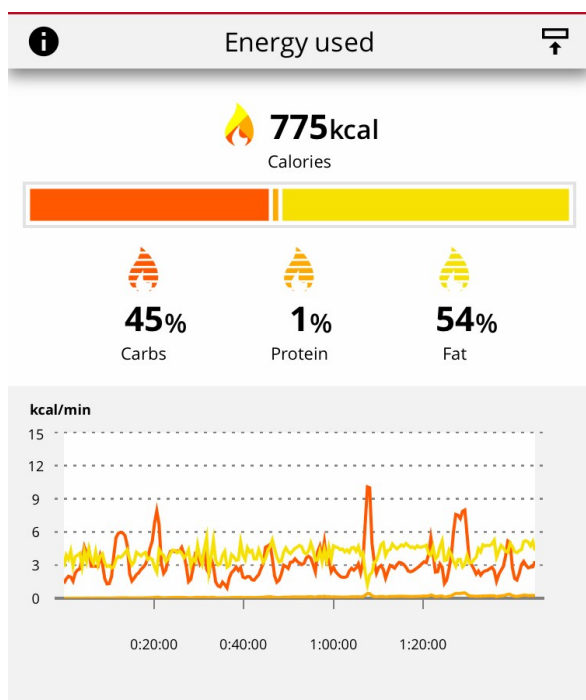 Energy used
775kcal
Calories
45% 1% 54%
Carbs Protein Fat
kcal/min
15
12
9
6
3
0
0:20:00 0:40:00 1:00:00 1:20:00